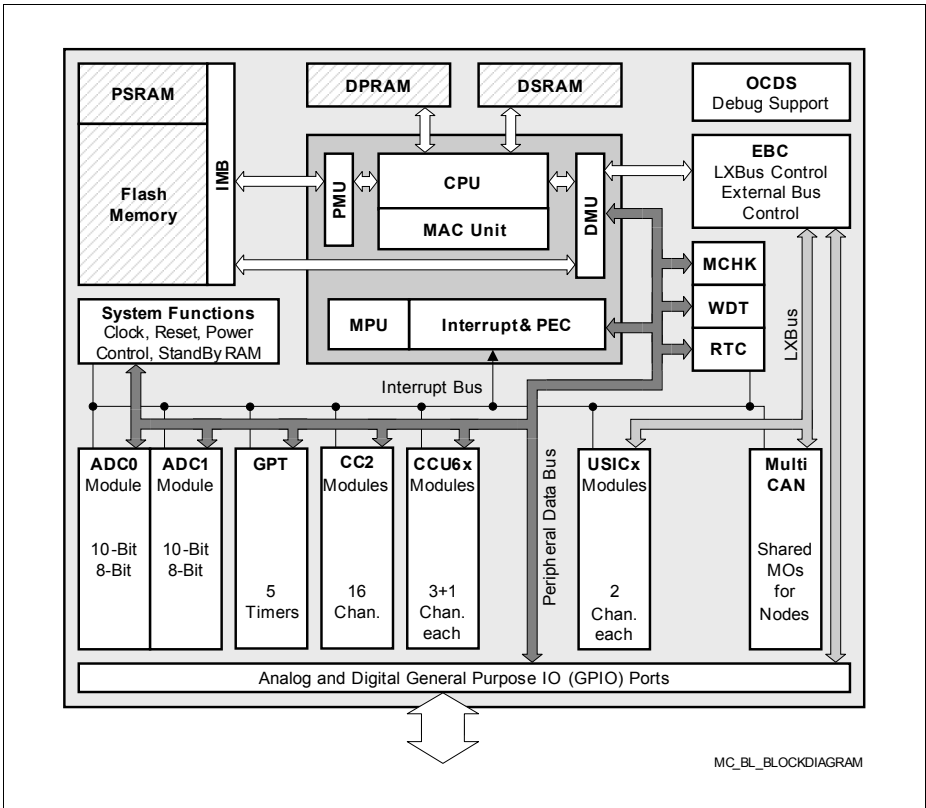 PSRAM
Flash
Memory
IMB
DPRAM
DSRAM
OCDS
Debug Support
PMU
CPU
MAC Unit
DMU
EBC
LXBus Control
External Bus
Control
MCHK
WDT
RTC
LXBus
System Functions
Clock, Reset, Power
Control, StandBy RAM
MPU
Interrupt & PEC
Interrupt Bus
ADC0
Module
10-Bit
8-Bit
ADC1
Module
10-Bit
8-Bit
GPT
5
Timers
CC2
Modules
16
Chan.
CCU6x
Modules
3+1
Chan.
each
Peripheral Data Bus
USICx
Modules
2
Chan.
each
Multi
CAN
Shared
MOs
for
Nodes
Analog and Digital General Purpose IO (GPIO) Ports
MC_BL_BLOCKDIAGRAM